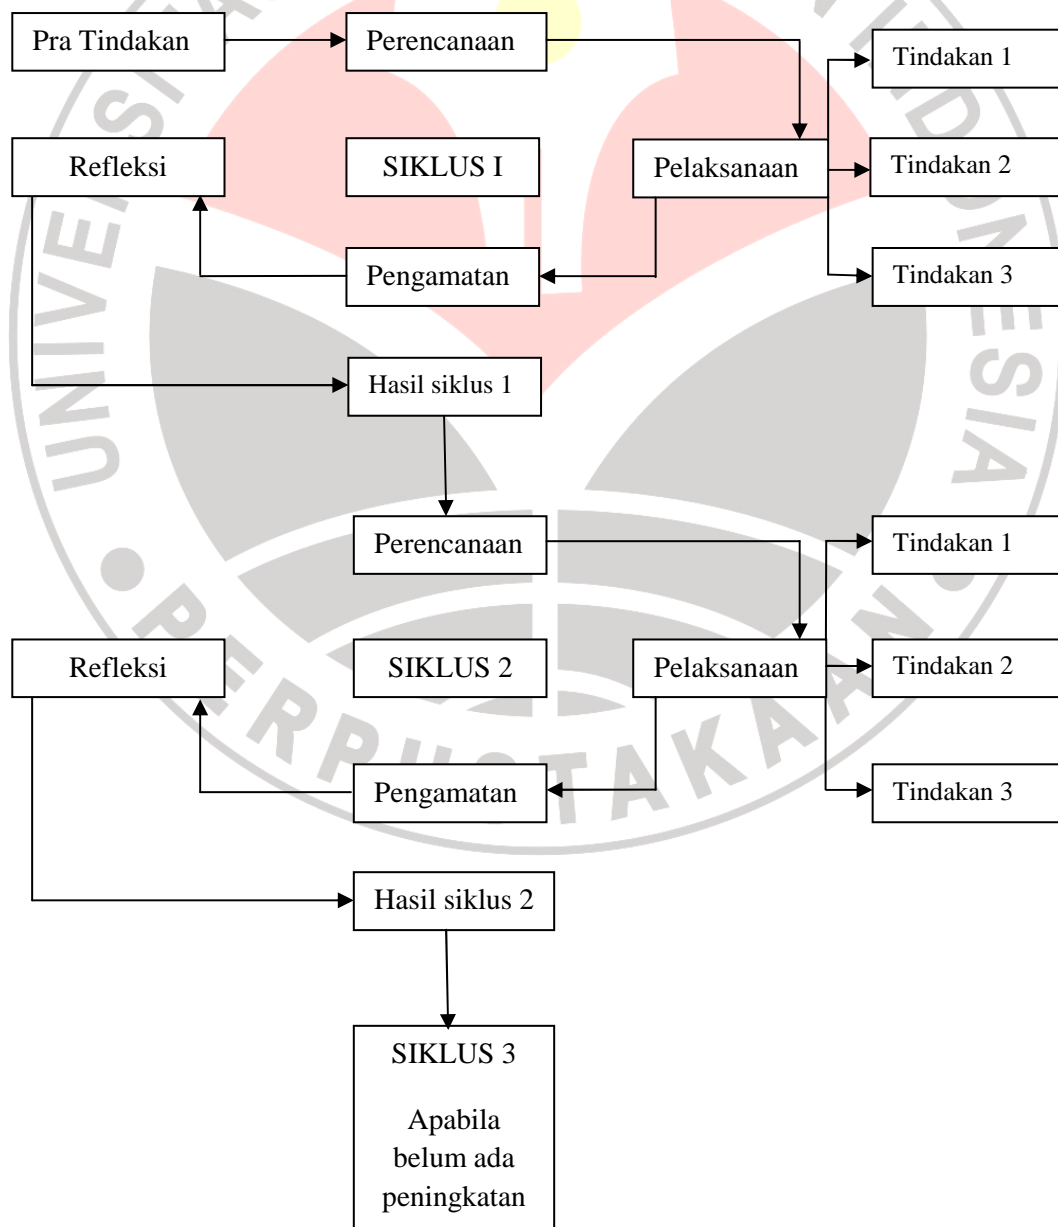 Pra Tindakan
Perencanaan
Tindakan 1
Refleksi
SIKLUS I
Pelaksanaan
Tindakan 2
Pengamatan
Tindakan 3
Hasil siklus 1
Perencanaan
Tindakan 1
Refleksi
SIKLUS 2
Pelaksanaan
Tindakan 2
Pengamatan
Tindakan 3
Hasil siklus 2
SIKLUS 3
Apabila
belum ada
peningkatan
PERPUSTAKAAN